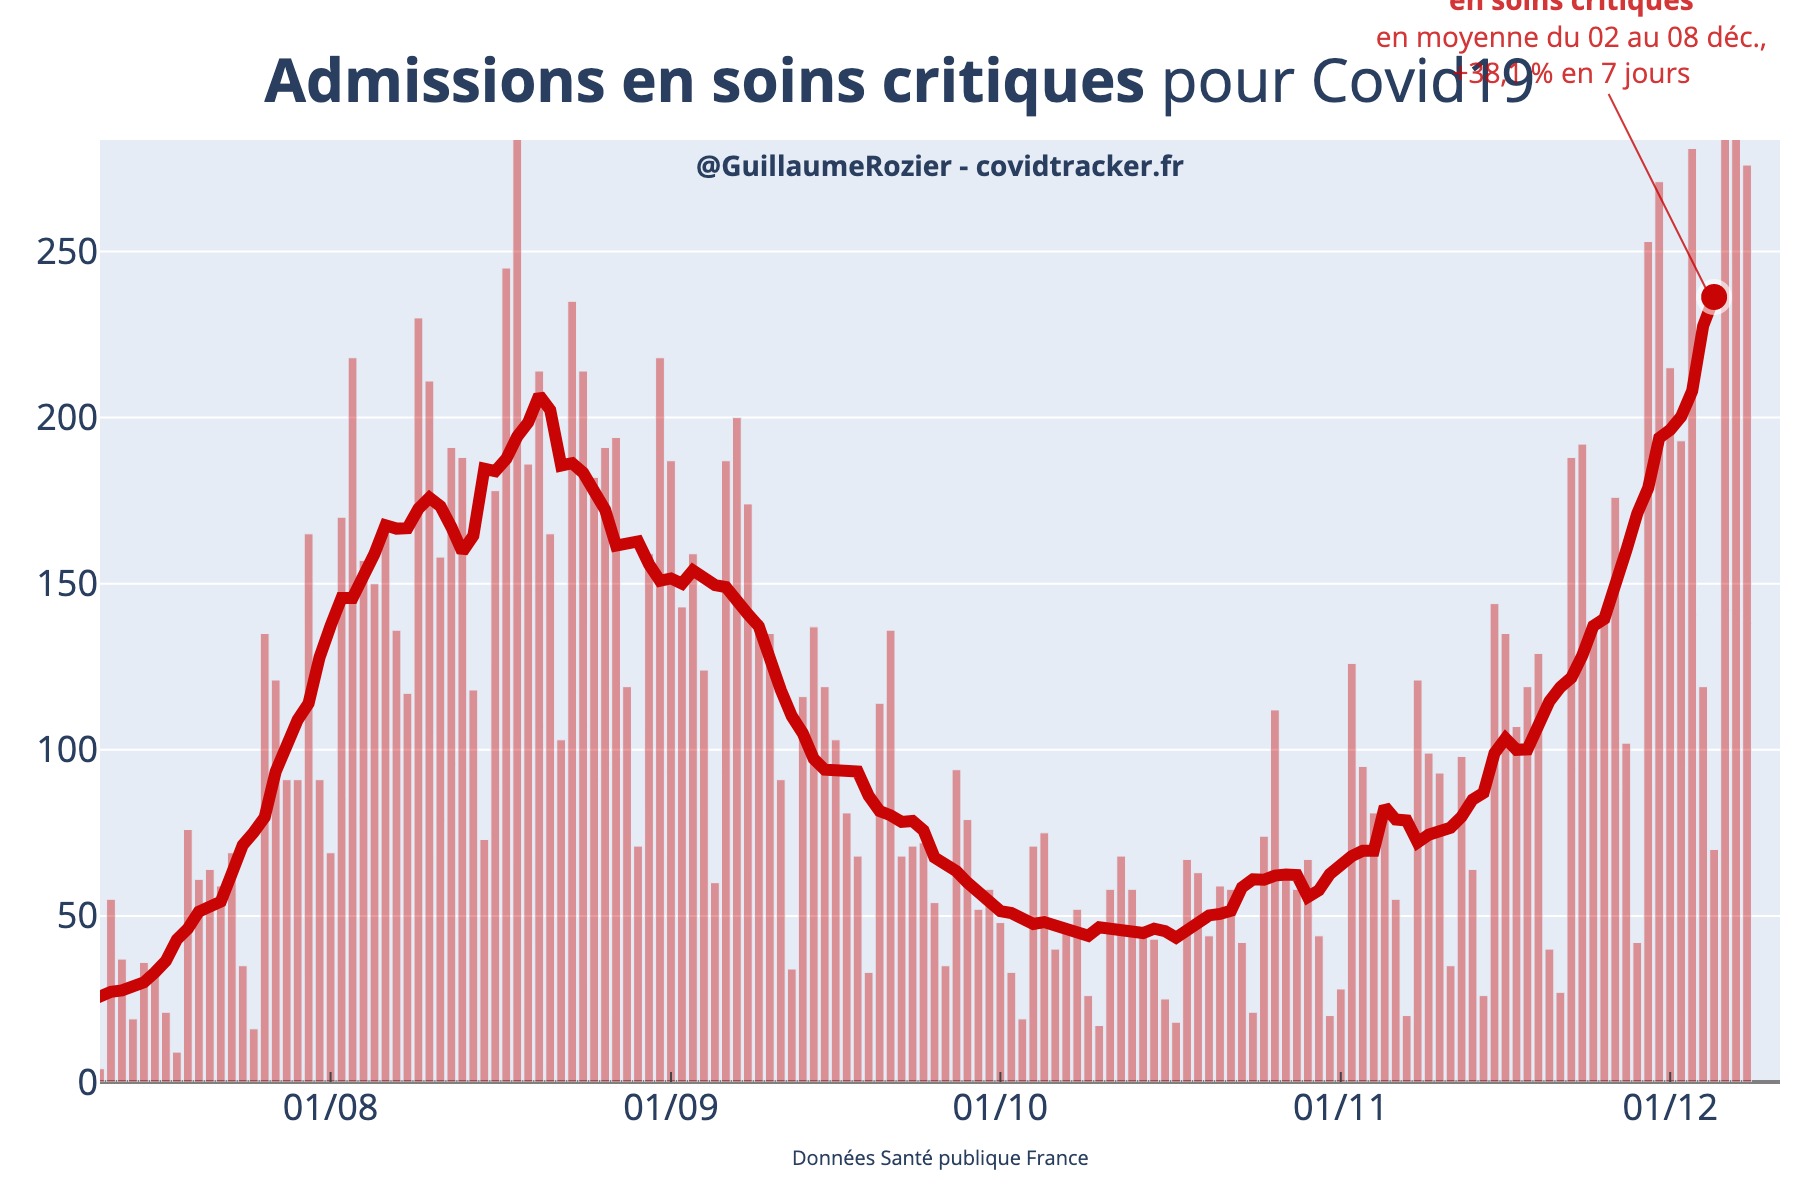 en soins critiques
en moyenne du 02 au 08 déc.,
+38,1 % en 7 jours
Admissions en soins critiques pour Covid19
@GuillaumeRozier - covidtracker.fr
250
200
150
100
50
0
01/08 01/09 01/10 01/11 01/12
Données Santé publique France